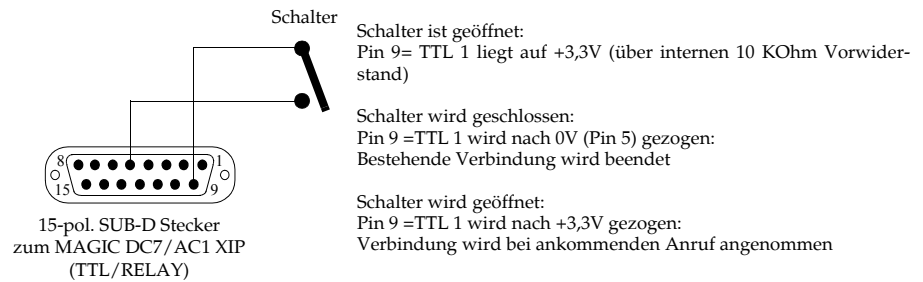 Schalter
Schalter ist geöffnet:
Pin 9= TTL 1 liegt auf +3,3V (über internen 10 KOhm Vorwider-
stand)
Schalter wird geschlossen:
Pin 9 =TTL 1 wird nach 0V (Pin 5) gezogen:
Bestehende Verbindung wird beendet
Schalter wird geöfnet:
Pin 9 =TTL 1 wird nach +3,3V gezogen:
Verbindung wird bei ankommenden Anruf angenommen
8
1
15
9
15-pol. SUB-D Stecker
zum MAGIC DC7/AC1 XIP
(TTL/RELAY)